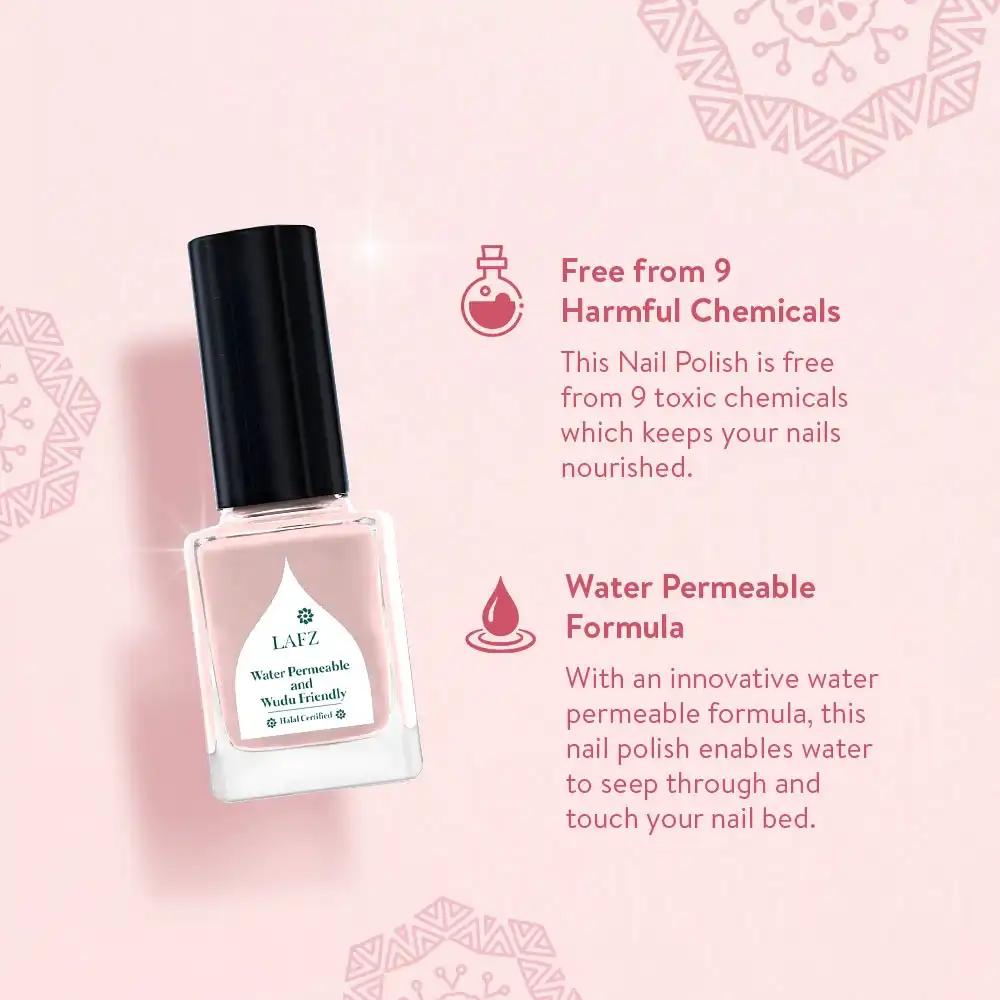 LAFZ
Water Permeable
and
Wudu Friendly
Halal Certified
Free from 9
Harmful Chemicals
This Nail Polish is free
from 9 toxic chemicals
which keeps your nails
nourished.
Water Permeable
Formula
With an innovative water
permeable formula, this
nail polish enables water
to seep through and
touch your nail bed.